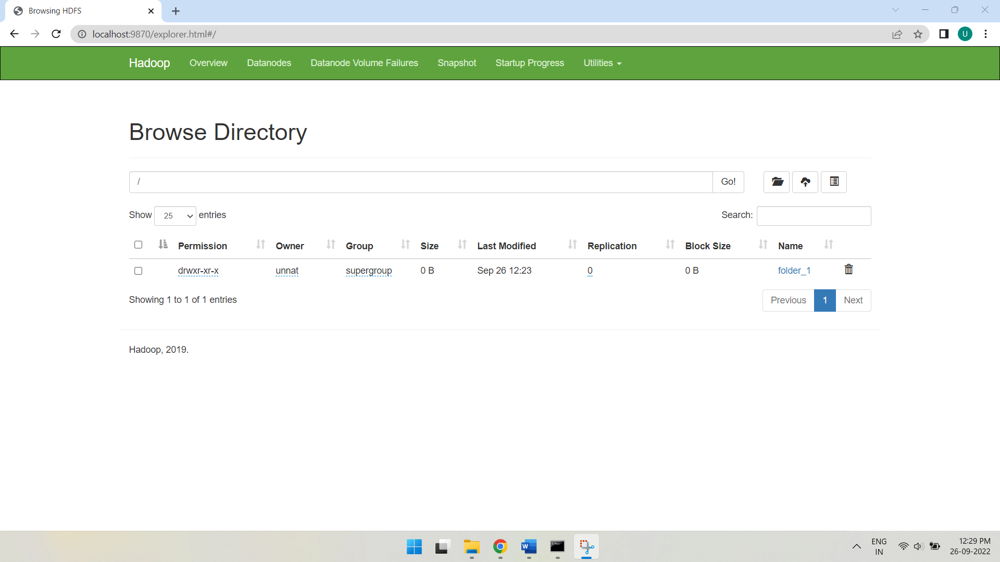 Browsing HDFS
localhost:9870/explorer.html#/
U
Hadoop Overview Datanodes Datanode Volume Failures Snapshot Startup Progress Utilities
Browse Directory
/ Go!
Show 25 entries Search:
Permission Owner Group Size Last Modified Replication Block Size Name
drwxr-xr-x unnat supergroup 0 B Sep 26 12:23 0 0 B folder_1
Showing 1 to 1 of 1 entries Previous 1 Next
Hadoop, 2019.
W
ENG
IN
12:29 PM
26-09-2022